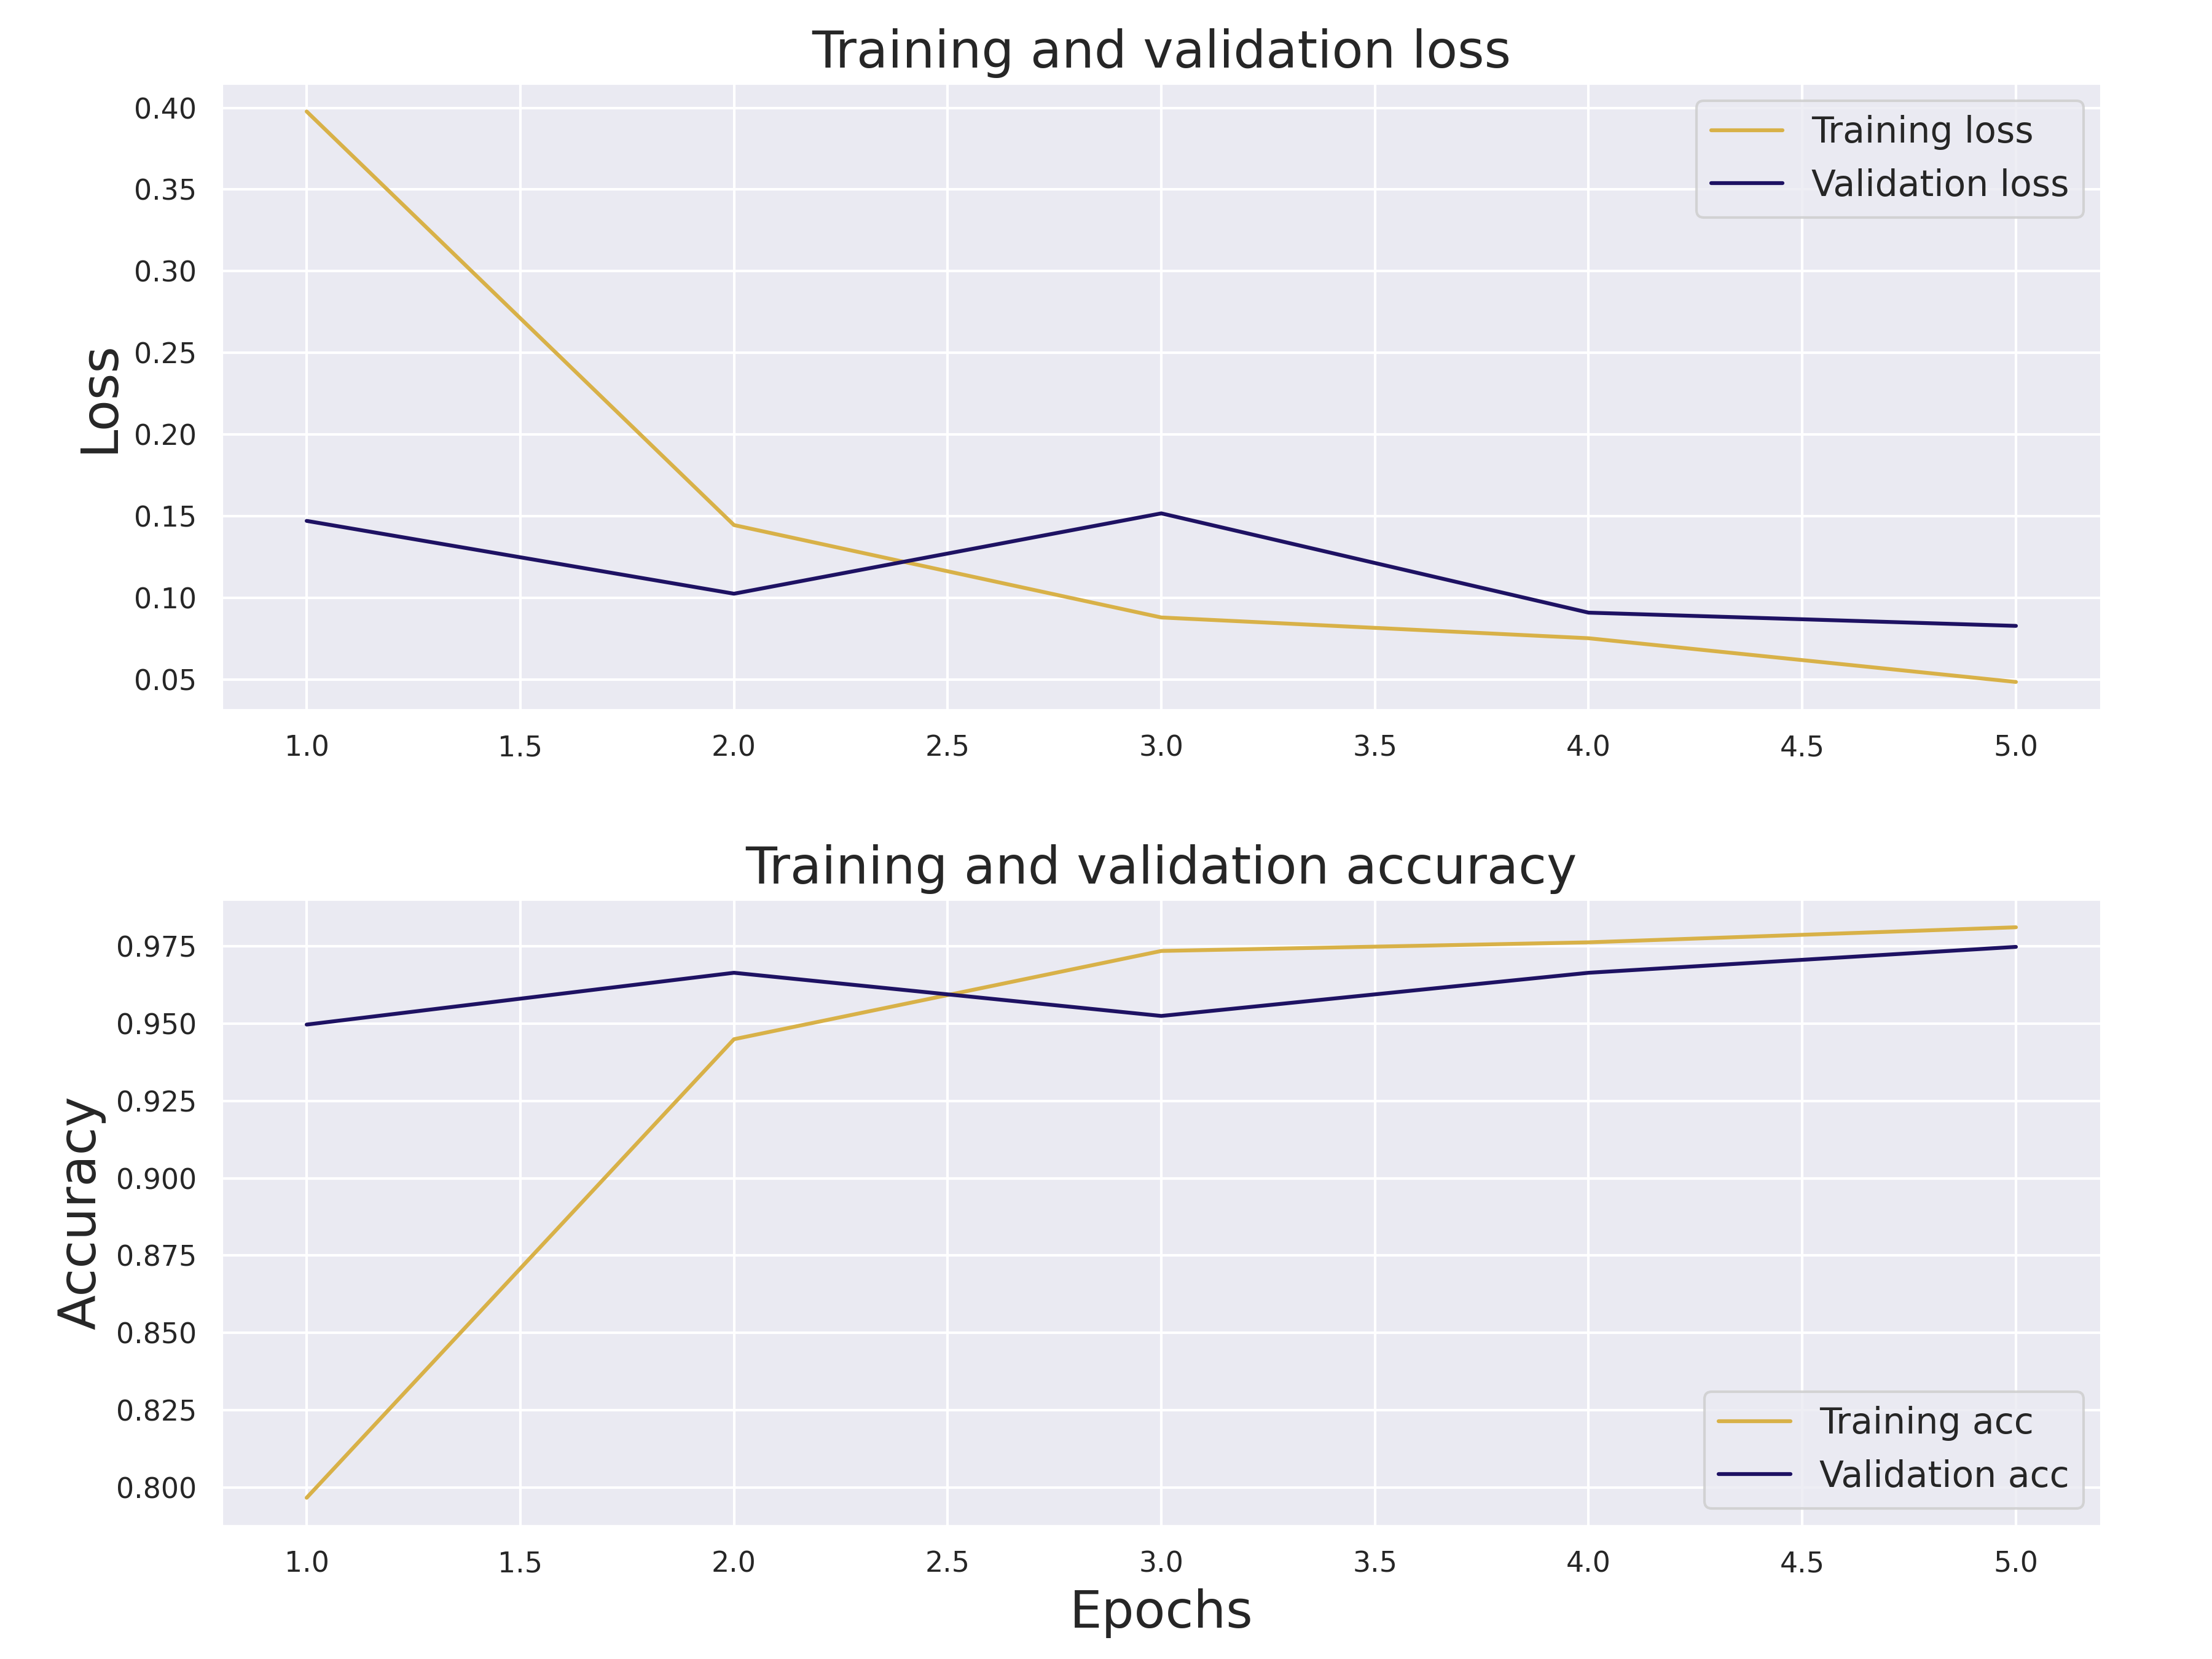 Training and validation loss
0.40
0.35
0.30
0.25
0.20
0.15
0.10
0.05
Loss
Training loss
Validation loss
1.0 1.5 2.0 2.5 3.0 3.5 4.0 4.5 5.0
Training and validation accuracy
0.975
0.950
0.925
0.900
0.875
0.850
0.825
0.800
Accuracy
Training acc
Validation acc
1.0 1.5 2.0 2.5 3.0 3.5 4.0 4.5 5.0
Epochs